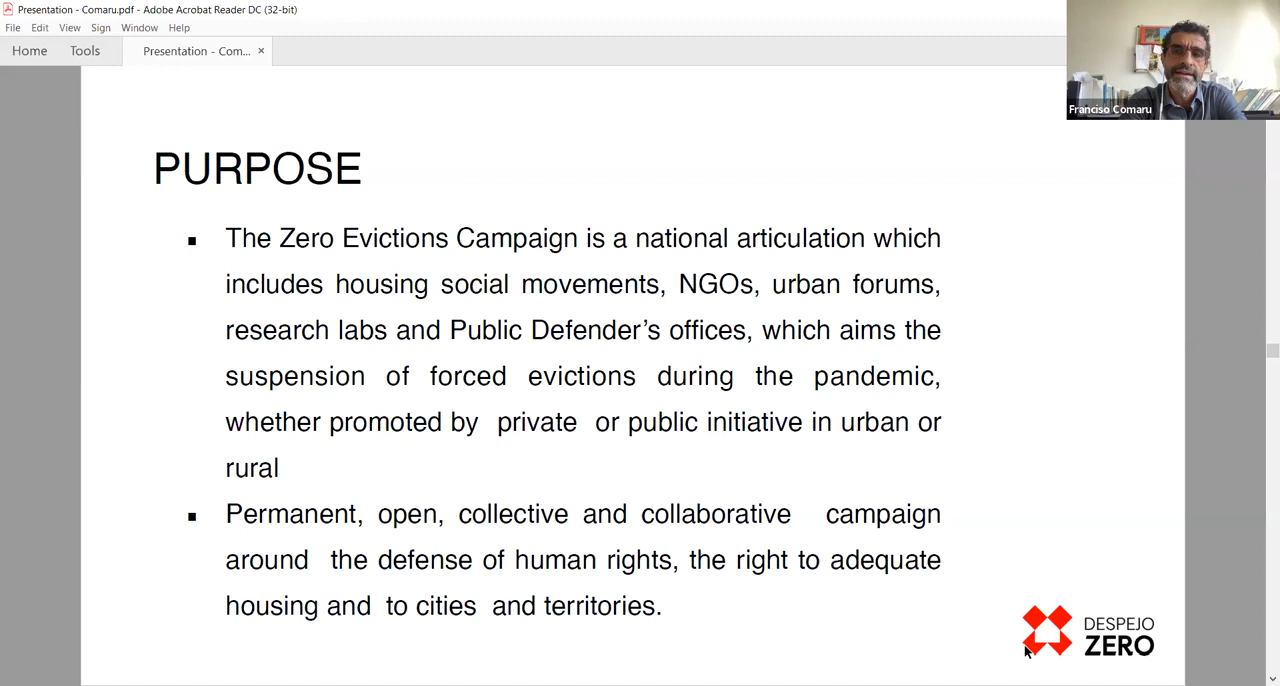 Presentation - Comaru.pdf - Adobe Acrobat Reader DC (32-bit)
File Edit View Sign Window Help
Home Tools Presentation - Com... ×
Franciso Comaru
PURPOSE
▪ The Zero Evictions Campaign is a national articulation which
includes housing social movements, NGOs, urban forums,
research labs and Public Defender’s offices, which aims the
suspension of forced evictions during the pandemic,
whether promoted by private or public initiative in urban or
rural
▪ Permanent, open, collective and collaborative campaign
around the defense of human rights, the right to adequate
housing and to cities and territories.
DESPEJO
ZERO